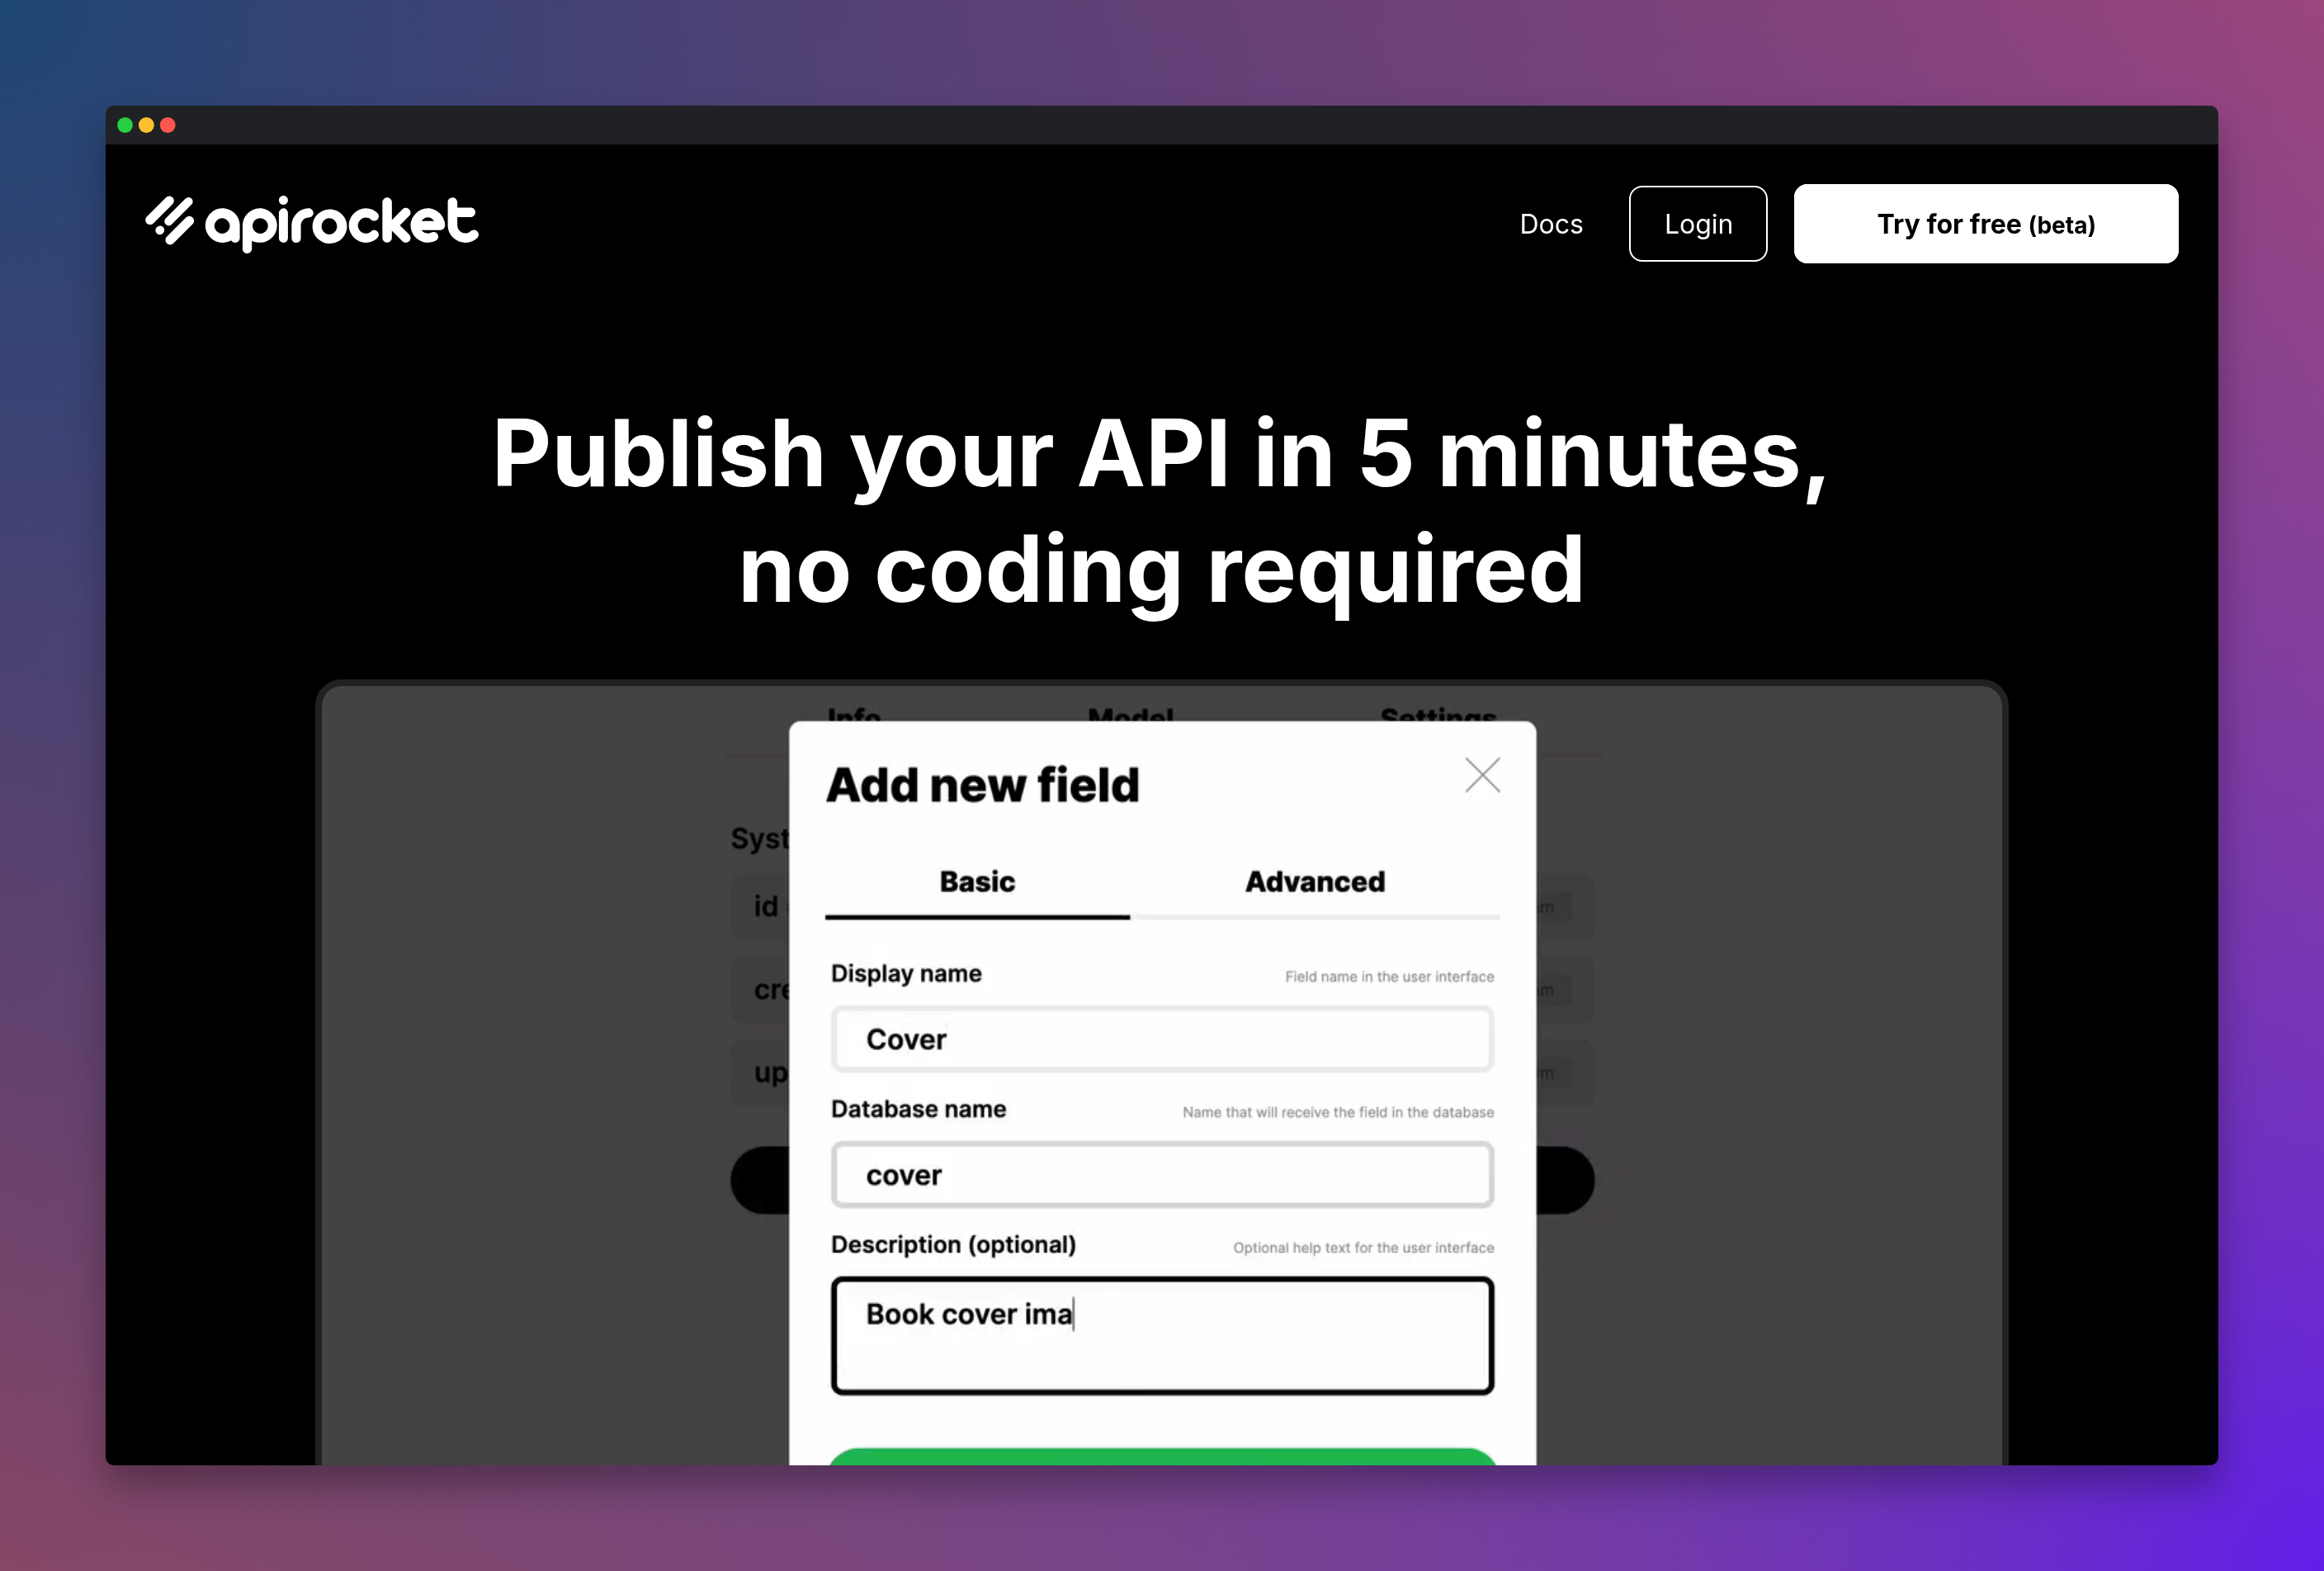 apirocket
Docs
Login
Try for free (beta)
Publish your API in 5 minutes,
no coding required
Info
Model
Settings
Add new field
Basic
Advanced
Display name
Field name in the user interface
Cover
Database name
Name that will receive the field in the database
cover
Description (optional)
Optional help text for the user interface
Book cover ima
id